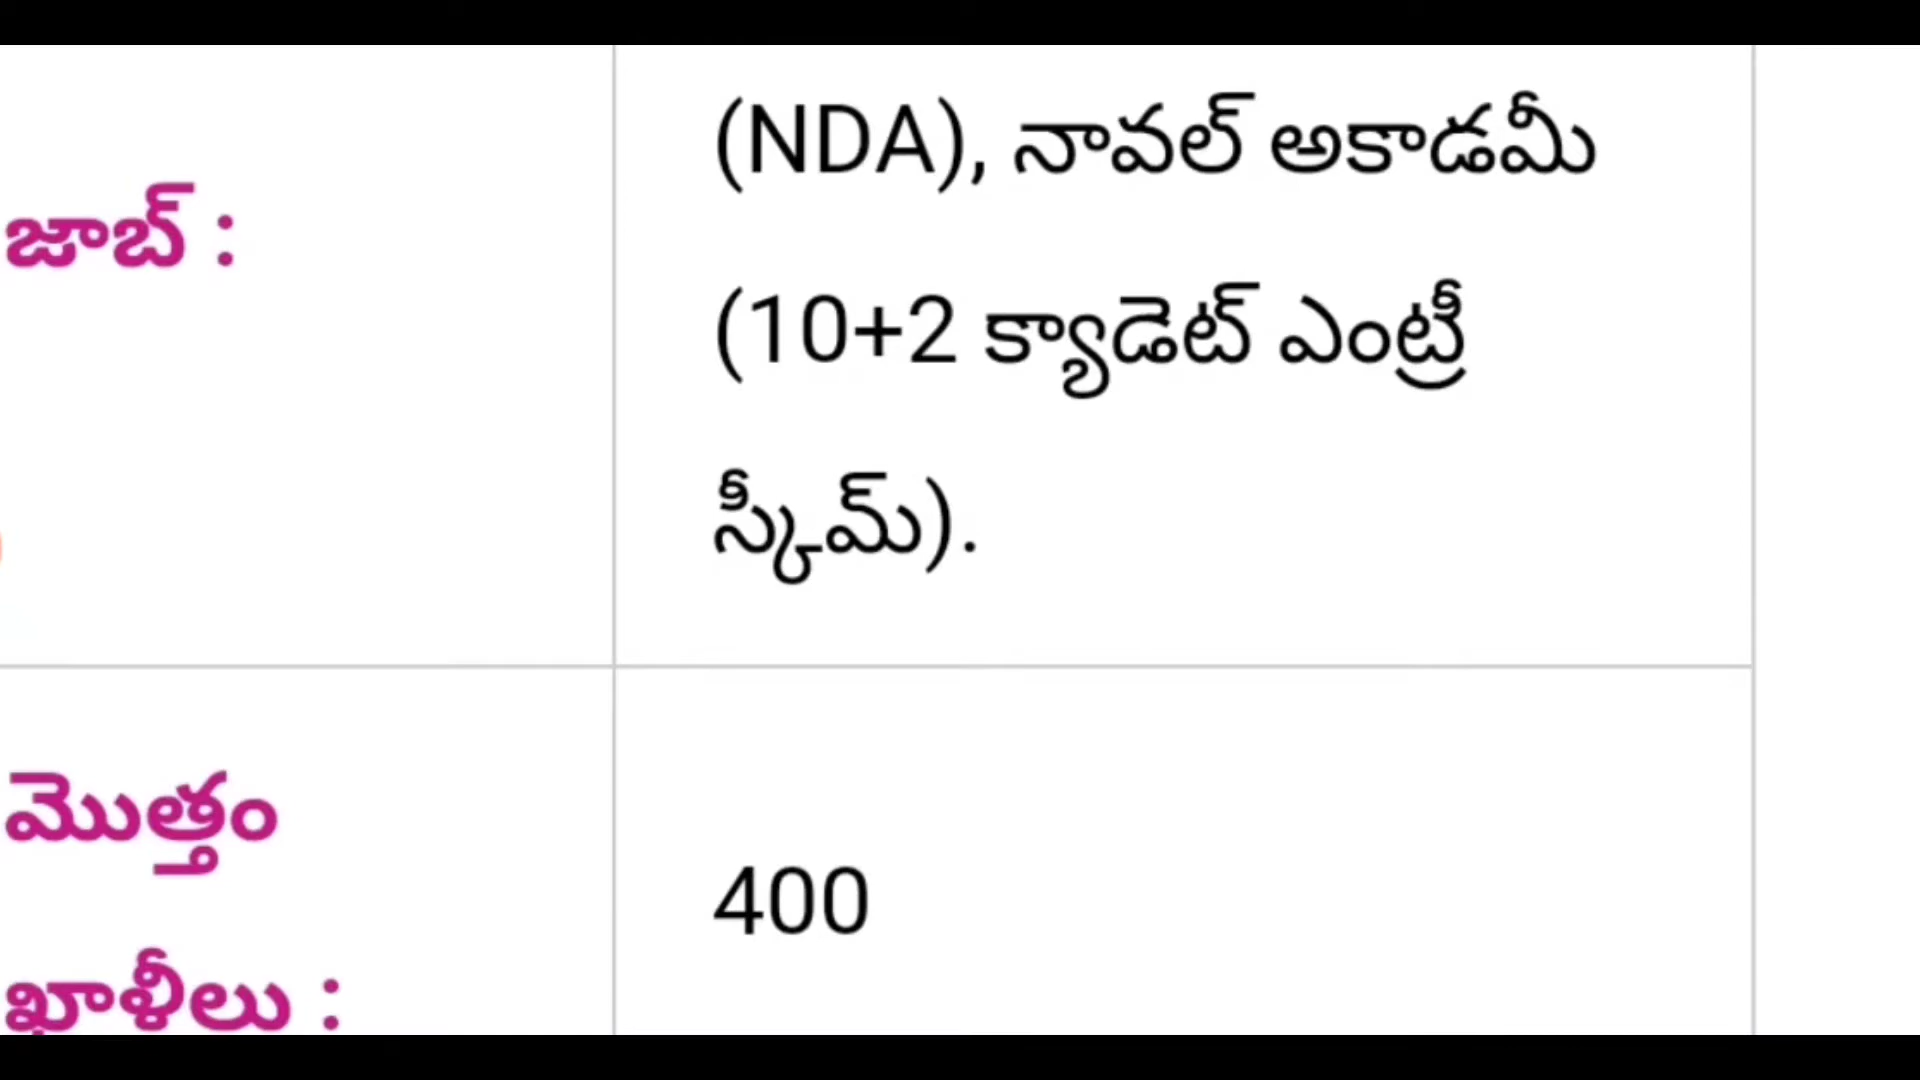 (NDA), నావల్ అకాడమీ
జాబ్ :
(10+2 క్యాడెట్ ఎంట్రీ
స్కీమ్).
మొత్తం
400
ఖాళీలు :